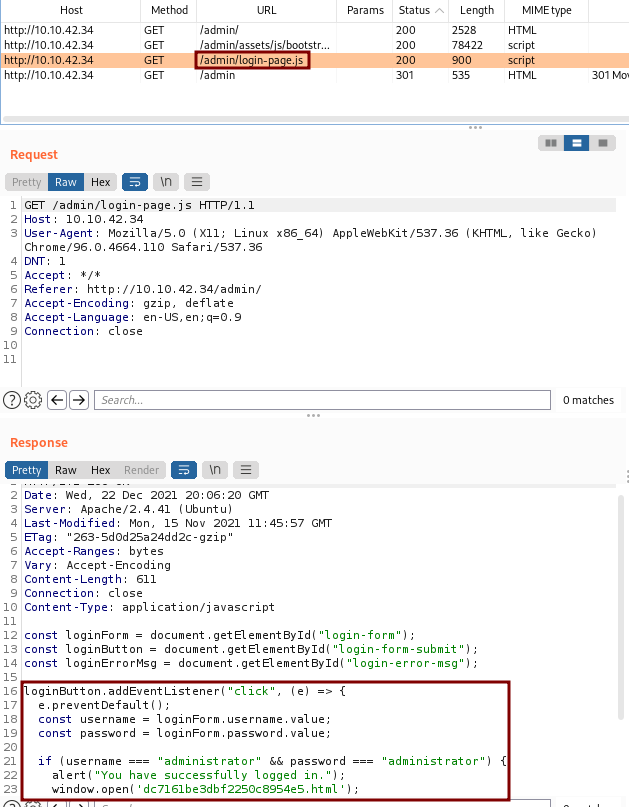 Host Method URL Params Status Length MIME type
http://10.10.42.34 GET /admin/ 200 2528 HTML
http://10.10.42.34 GET /admin/assets/js/bootstr... 200 78422 script
http://10.10.42.34 GET /admin/login-page.js 200 900 script
http://10.10.42.34 GET /admin 301 535 HTML 301 Mov
Request
Pretty Raw Hex \n
1 GET /admin/login-page.js HTTP/1.1
2 Host: 10.10.42.34
3 User-Agent: Mozilla/5.0 (X11; Linux x86_64) AppleWebKit/537.36 (KHTML, like Gecko)
Chrome/96.0.4664.110 Safari/537.36
4 DNT: 1
5 Accept: */*
6 Referer: http://10.10.42.34/admin/
7 Accept-Encoding: gzip, deflate
8 Accept-Language: en-US,en;q=0.9
9 Connection: close
10
11
? Search... 0 matches
Response
Pretty Raw Hex Render \n
2 Date: Wed, 22 Dec 2021 20:06:20 GMT
3 Server: Apache/2.4.41 (Ubuntu)
4 Last-Modified: Mon, 15 Nov 2021 11:45:57 GMT
5 ETag: "263-5d0d25a24dd2c-gzip"
6 Accept-Ranges: bytes
7 Vary: Accept-Encoding
8 Content-Length: 611
9 Connection: close
10 Content-Type: application/javascript
11
12 const loginForm = document.getElementById("login-form");
13 const loginButton = document.getElementById("login-form-submit");
14 const loginErrorMsg = document.getElementById("login-error-msg");
15
16 loginButton.addEventListener("click", (e) => {
17 e.preventDefault();
18 const username = loginForm.username.value;
19 const password = loginForm.password.value;
20
21 if (username === "administrator" && password === "administrator") {
22 alert("You have successfully logged in.");
23 window.open('dc7161be3dbf2250c8954e5.html');